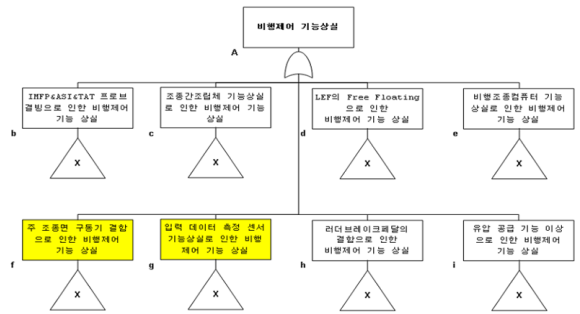 비행제어 기능상실
A
IMFP&ASI&TAT 프로브
결빙으로 인한 비행제어
기능 상실
b
X
조종간조립체 기능상실
로 인한 비행제어 기능
상실
c
X
LEF의 Free Floating
으로 인한
비행제어 기능 상실
d
X
비행조종컴퓨터 기능
상실로 인한 비행제어
기능 상실
e
X
주 조종면 구동기 결함
으로 인한 비행제어
기능 상실
f
X
입력 데이터 측정 센서
기능상실로 인한 비행
제어 기능 상실
g
X
러더브레이크페달의
결함으로 인한
비행제어 기능 상실
h
X
유압 공급 기능 이상
으로 인한 비행제어
기능 상실
i
X